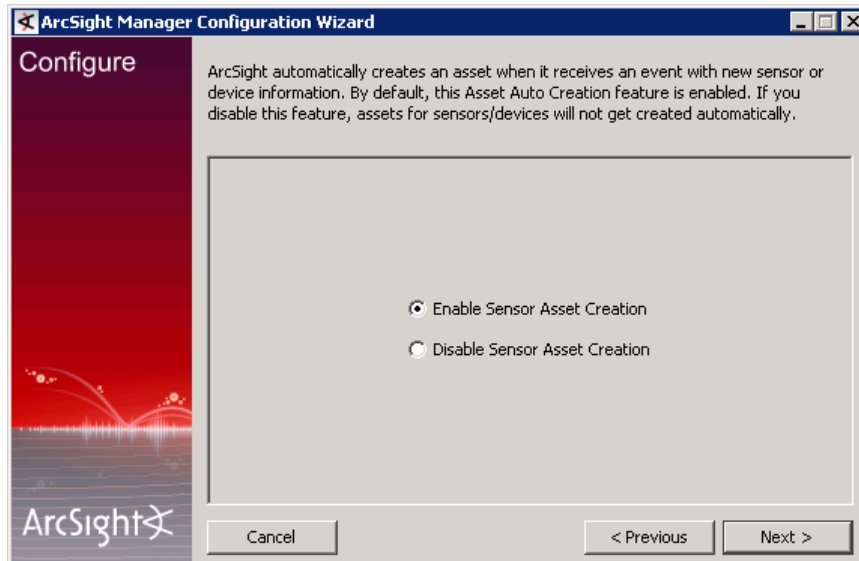 ArcSight Manager Configuration Wizard
Configure
ArcSight automatically creates an asset when it receives an event with new sensor or
device information. By default, this Asset Auto Creation feature is enabled. If you
disable this feature, assets for sensors/devices will not get created automatically.
Enable Sensor Asset Creation
Disable Sensor Asset Creation
ArcSight
Cancel
< Previous
Next >